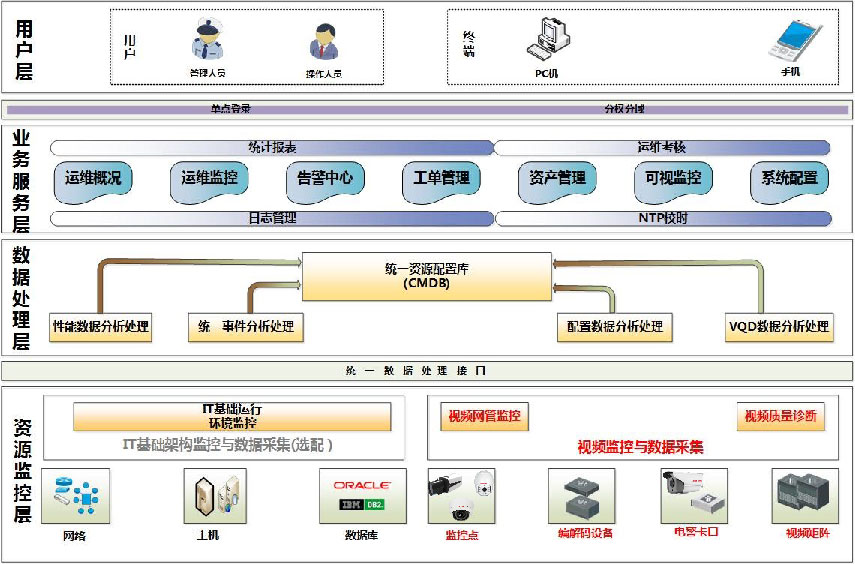 用户层
用户
管理人员
操作人员
终端
PC机
手机
单点登录
分权分域
业务服务层
统计报表
运维考核
运维概况
运维监控
告警中心
工单管理
资产管理
可视监控
系统配置
日志管理
NTP校时
数据处理层
统一资源配置库
(CMDB)
性能数据分析处理
统一事件分析处理
配置数据分析处理
VQD数据分析处理
统一数据处理接口
资源监控层
IT基础运行
环境监控
IT基础架构监控与数据采集(选配)
视频网管监控
视频质量诊断
视频监控与数据采集
ORACLE
IBM DB2.
网络
主机
数据库
监控点
编解码设备
电警卡口
视频矩阵